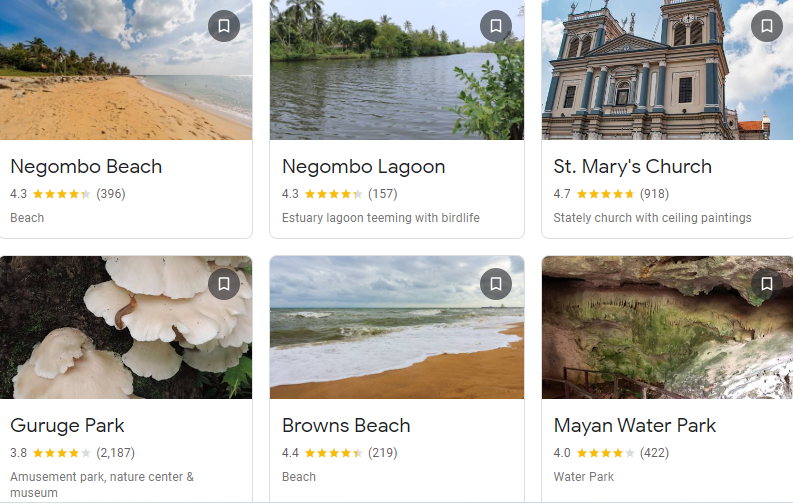 Negombo Beach
4.3 (396)
Beach
Negombo Lagoon
4.3 (157)
Estuary lagoon teeming with birdlife
St. Mary's Church
4.7 (918)
Stately church with ceiling paintings
Guruge Park
3.8 (2,187)
Amusement park, nature center &
museum
Browns Beach
4.4 (219)
Beach
Mayan Water Park
4.0 (422)
Water Park